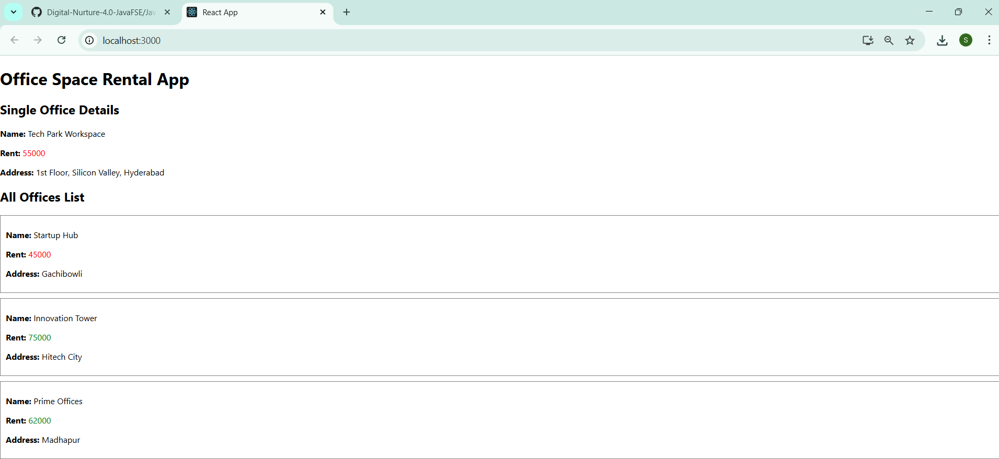 Digital-Nurture-4.0-JavaFSE/Jav
React App
localhost:3000
S
Office Space Rental App
Single Office Details
Name: Tech Park Workspace
Rent: 55000
Address: 1st Floor, Silicon Valley, Hyderabad
All Offices List
Name: Startup Hub
Rent: 45000
Address: Gachibowli
Name: Innovation Tower
Rent: 75000
Address: Hitech City
Name: Prime Offices
Rent: 62000
Address: Madhapur